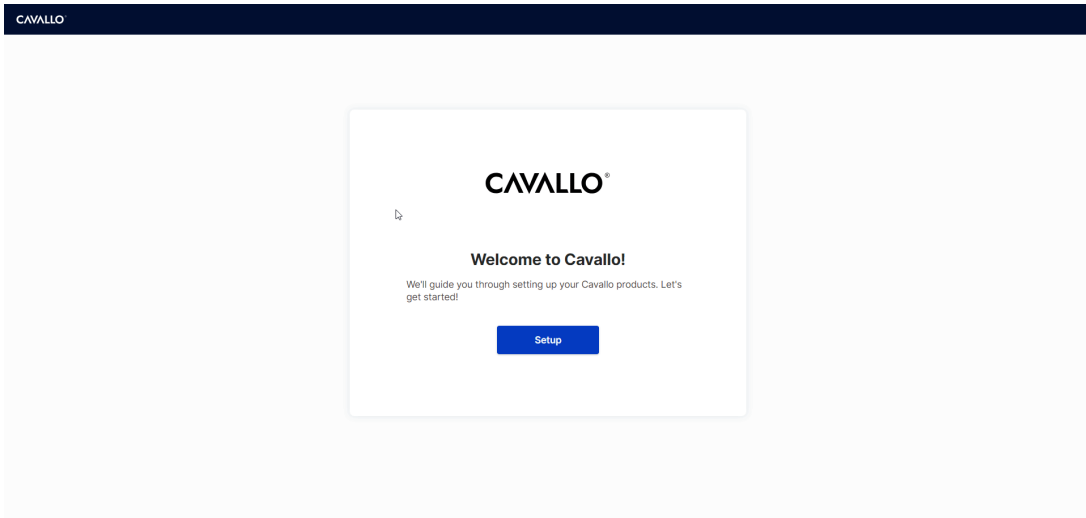 CAVALLO
CAVALLO®
Welcome to Cavallo!
We'll guide you through setting up your Cavallo products. Let's
get started!
Setup